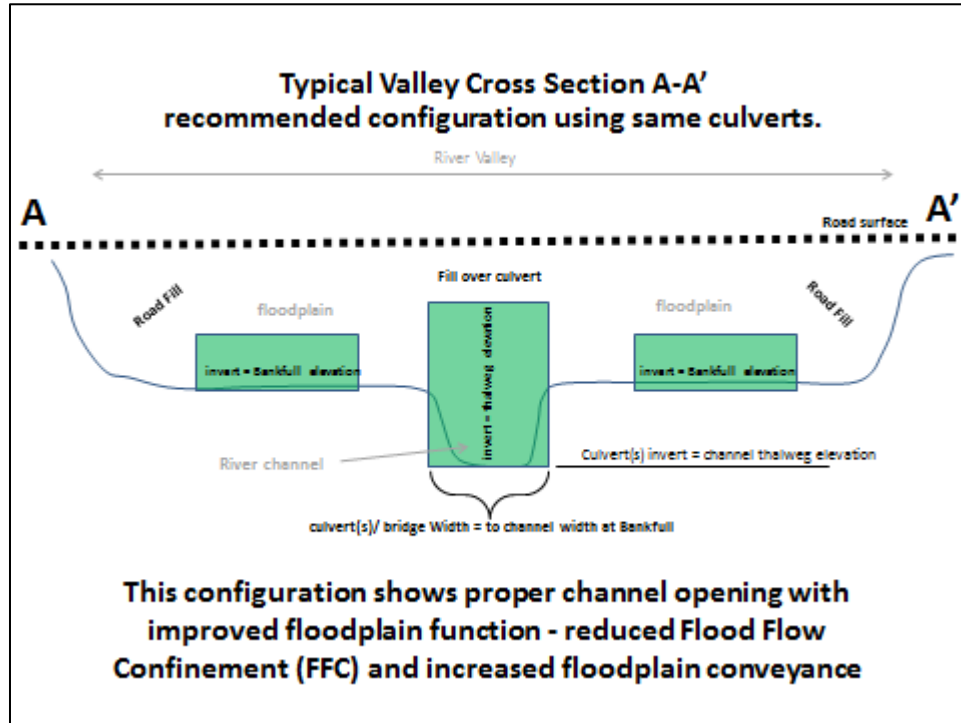 Typical Valley Cross Section A-A'
recommended configuration using same culverts.
River Valley
A
A'
Road surface
Fill over culvert
Road Fill
floodplain
invert = thalweg elevation
floodplain
Road Fill
invert = Bankfull elevation
invert = Bankfull elevation
River channel
Culvert(s) invert = channel thalweg elevation
culvert(s)/ bridge Width = to channel width at Bankfull
This configuration shows proper channel opening with
improved floodplain function - reduced Flood Flow
Confinement (FFC) and increased floodplain conveyance